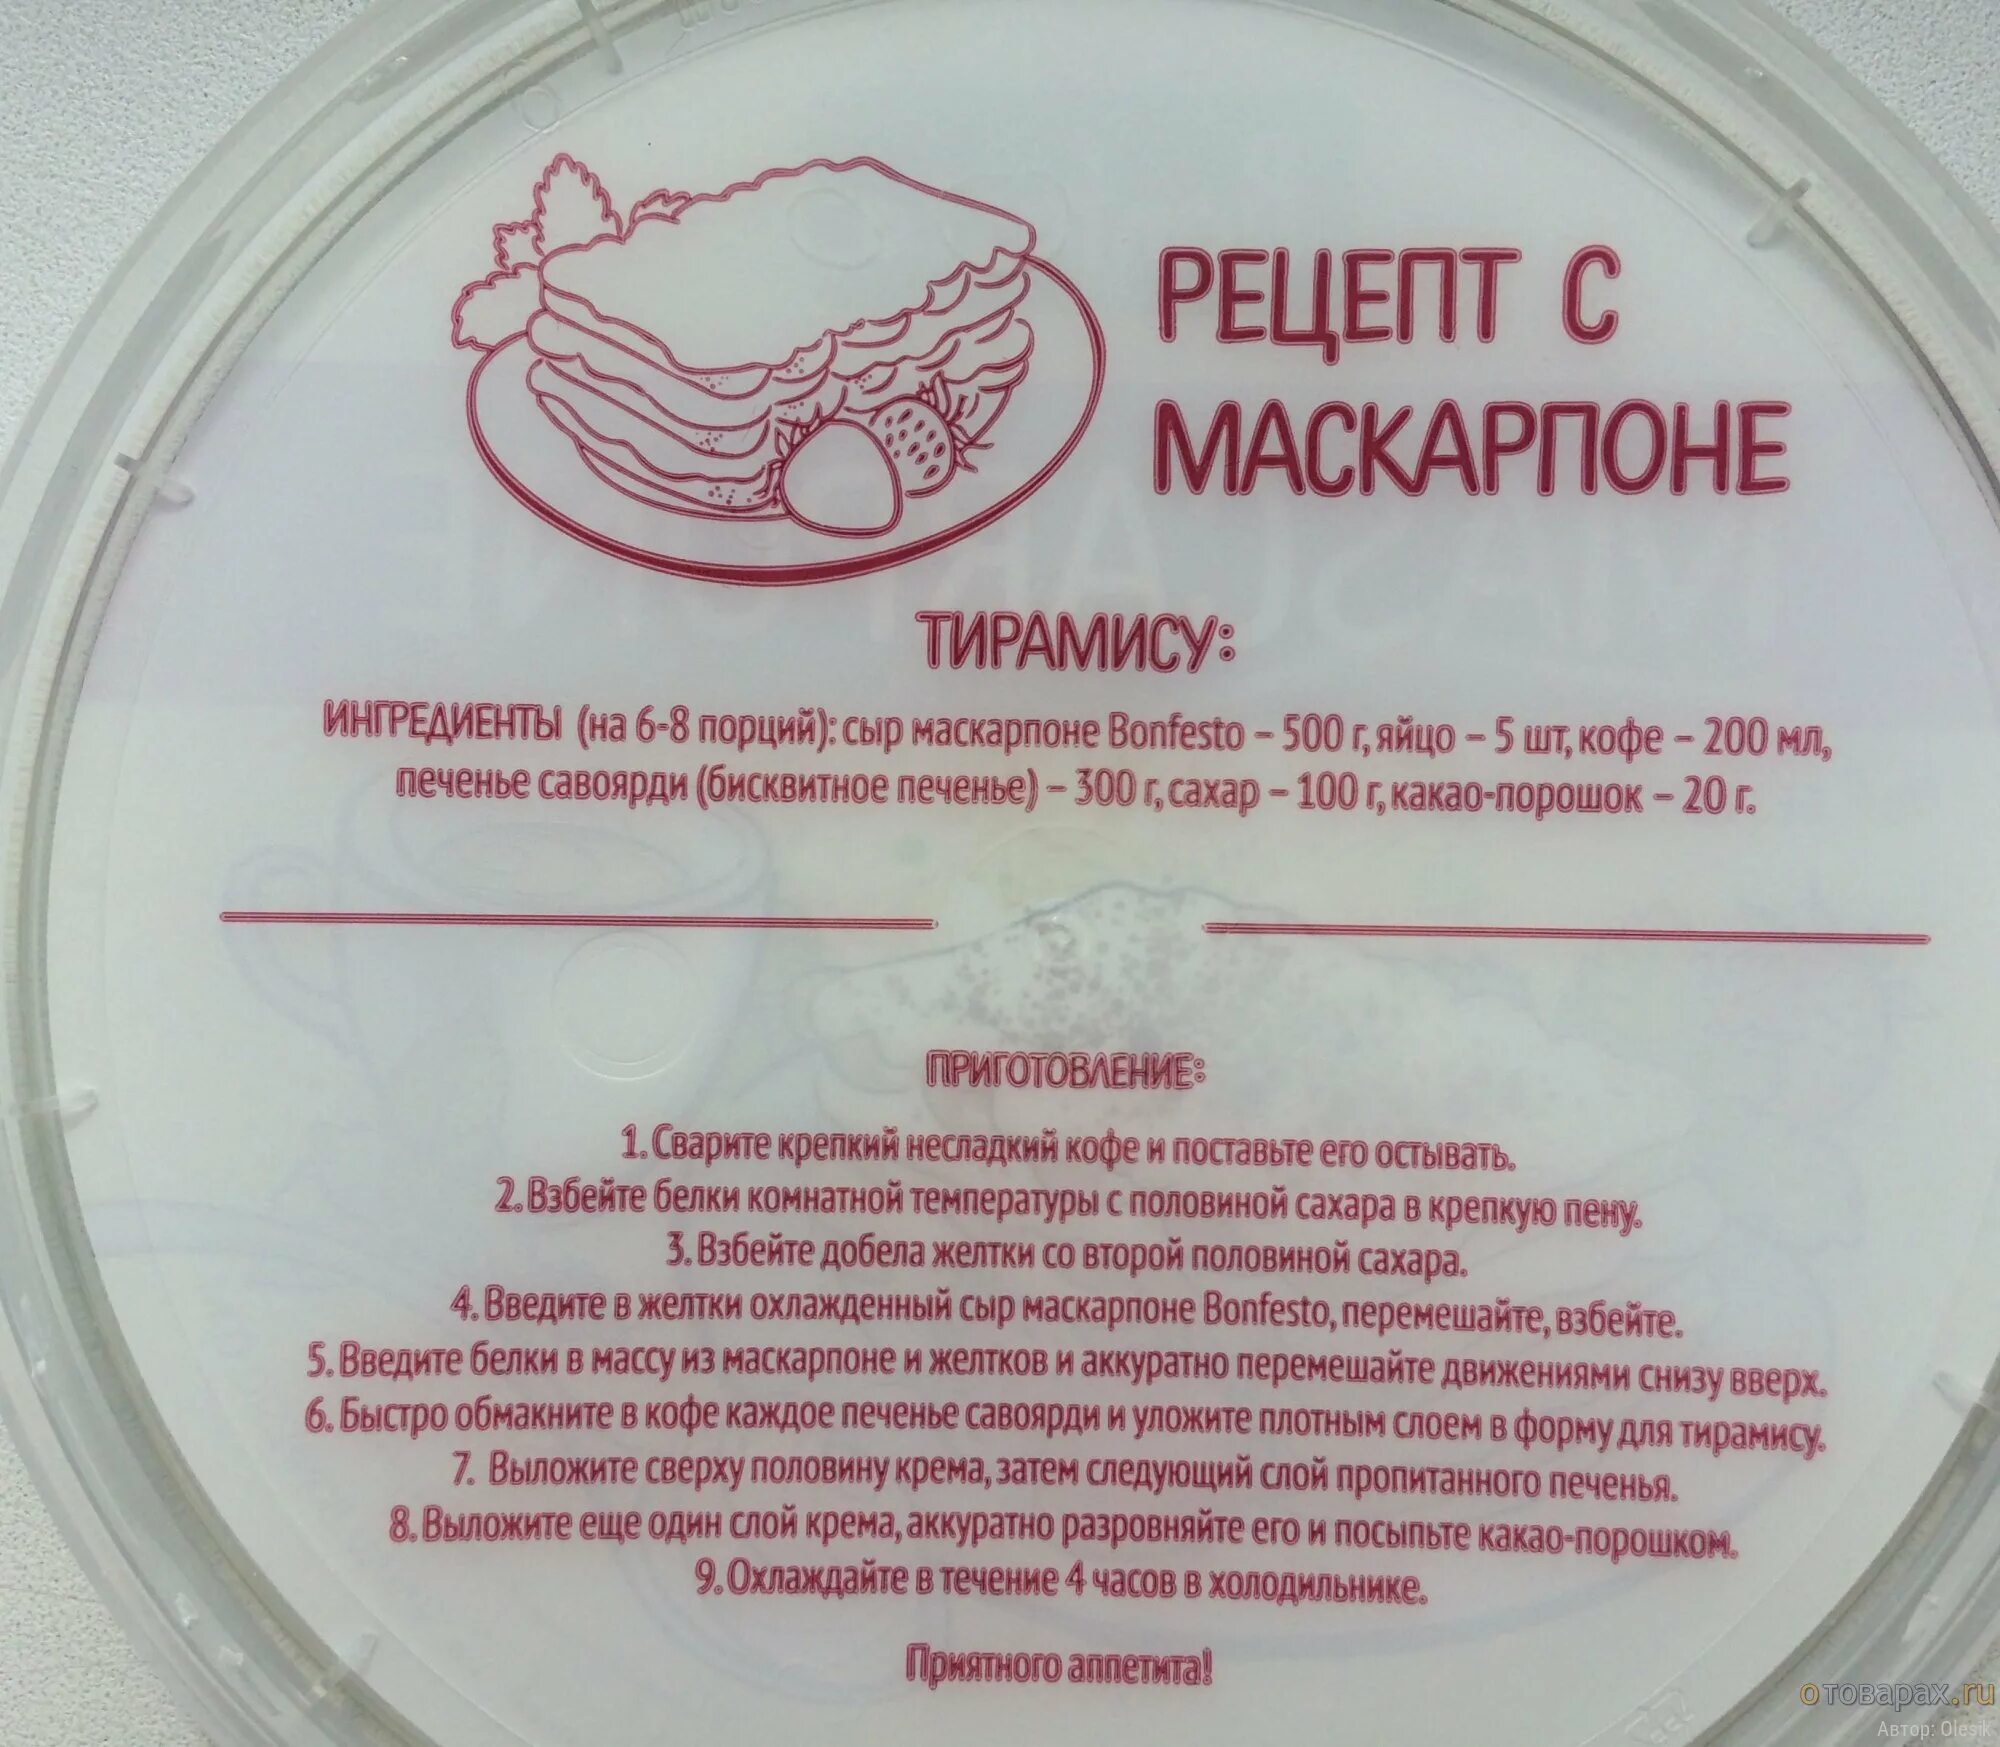 РЕЦЕПТ С
МАСКАРПОНЕ
ТИРАМИСУ:
ИНГРЕДИЕНТЫ (на 6-8 порций): сыр маскарпоне Bonfesto – 500 г, яйцо – 5 шт, кофе – 200 мл,
печенье савоярди (бисквитное печенье) – 300 г, сахар – 100 г, какао-порошок – 20 г.
ПРИГОТОВЛЕНИЕ:
1. Сварите крепкий несладкий кофе и поставьте его остывать.
2. Взбейте белки комнатной температуры с половиной сахара в крепкую пену.
3. Взбейте добела желтки со второй половиной сахара.
4. Введите в желтки охлажденный сыр маскарпоне Bonfesto, перемешайте, взбейте.
5. Введите белки в массу из маскарпоне и желтков и аккуратно перемешайте движениями снизу вверх.
6. Быстро обмакните в кофе каждое печенье савоярди и уложите плотным слоем в форму для тирамису.
7. Выложите сверху половину крема, затем следующий слой пропитанного печенья.
8. Выложите еще один слой крема, аккуратно разровняйте его и посыпьте какао-порошком.
9. Охлаждайте в течение 4 часов в холодильнике.
Приятного аппетита!
отоварах.ru
Автор: Olesik